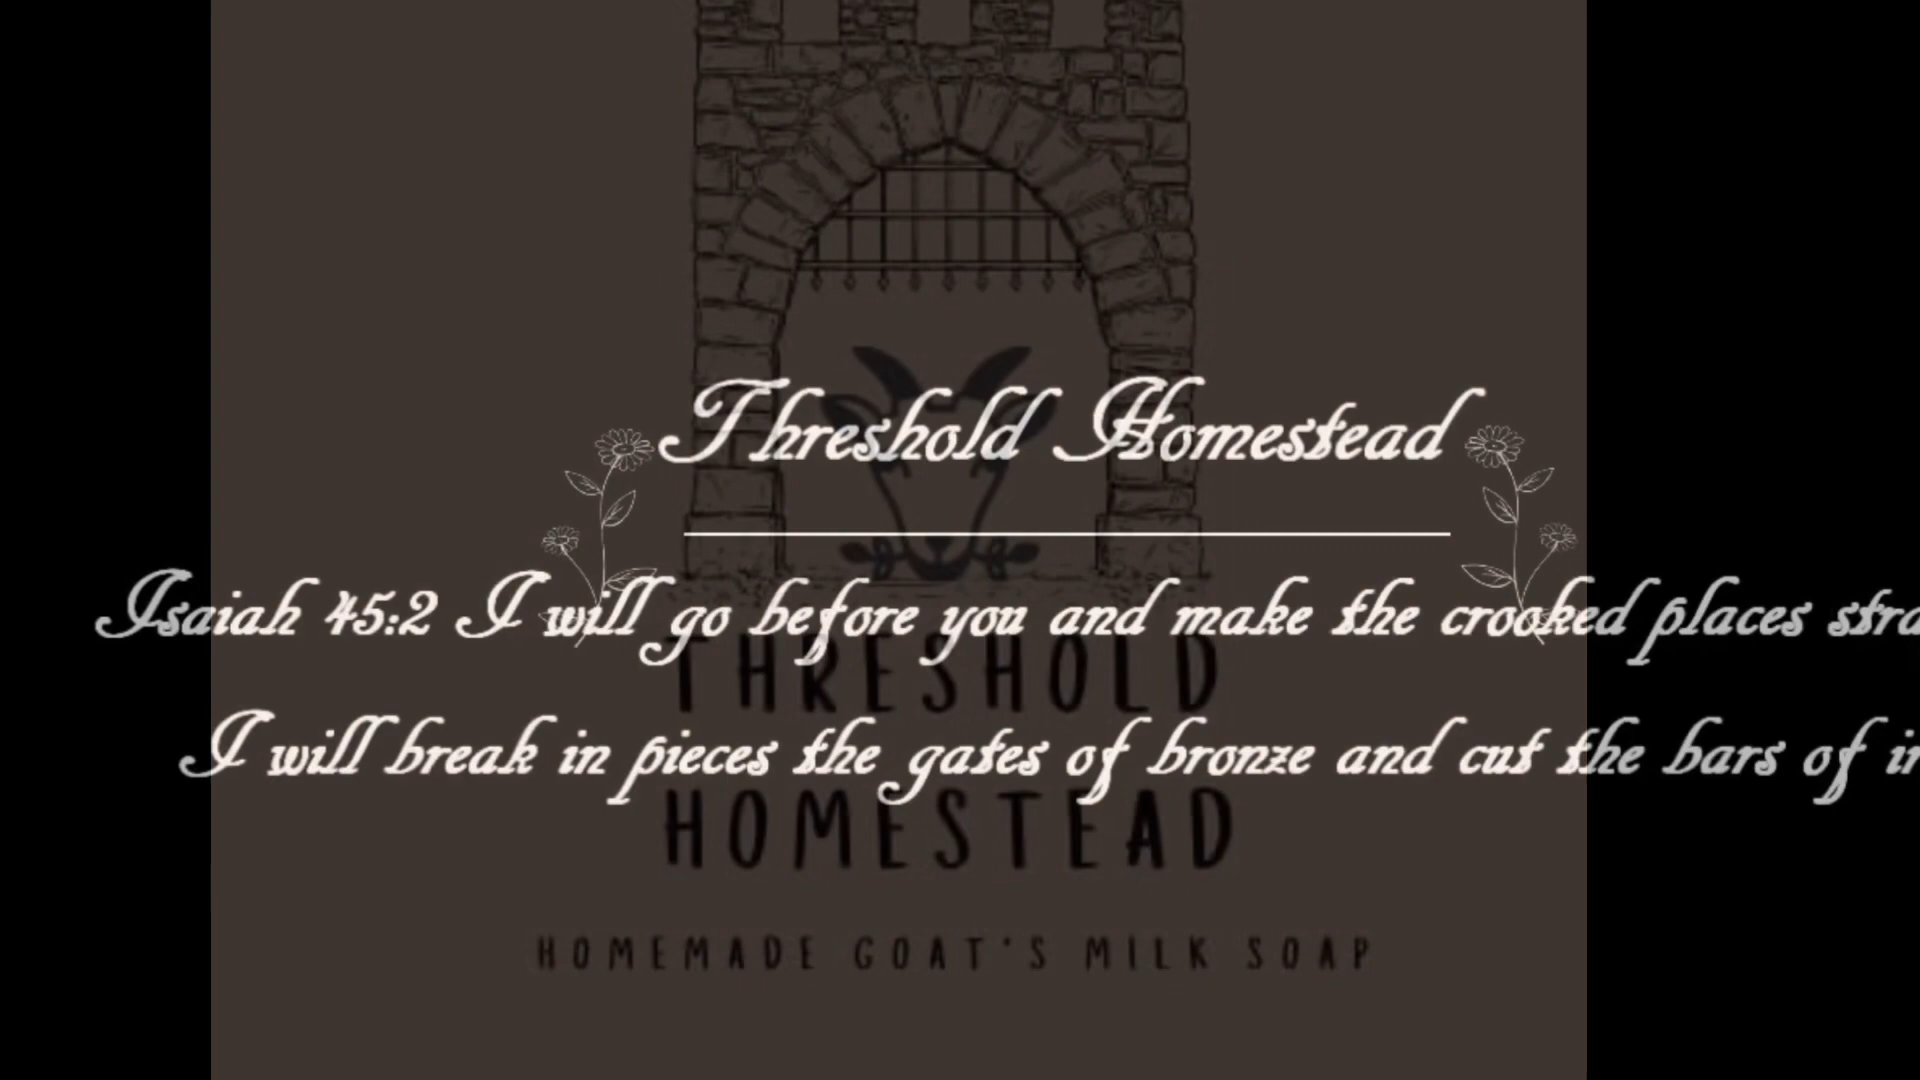 Threshold Homestead
Isaiah 45:2 I will go before you and make the crooked places
I will break in pieces the gates of bronze and cut the bars of
THRESHOLD
HOMESTEAD
HOMEMADE GOAT'S MILK SOAP